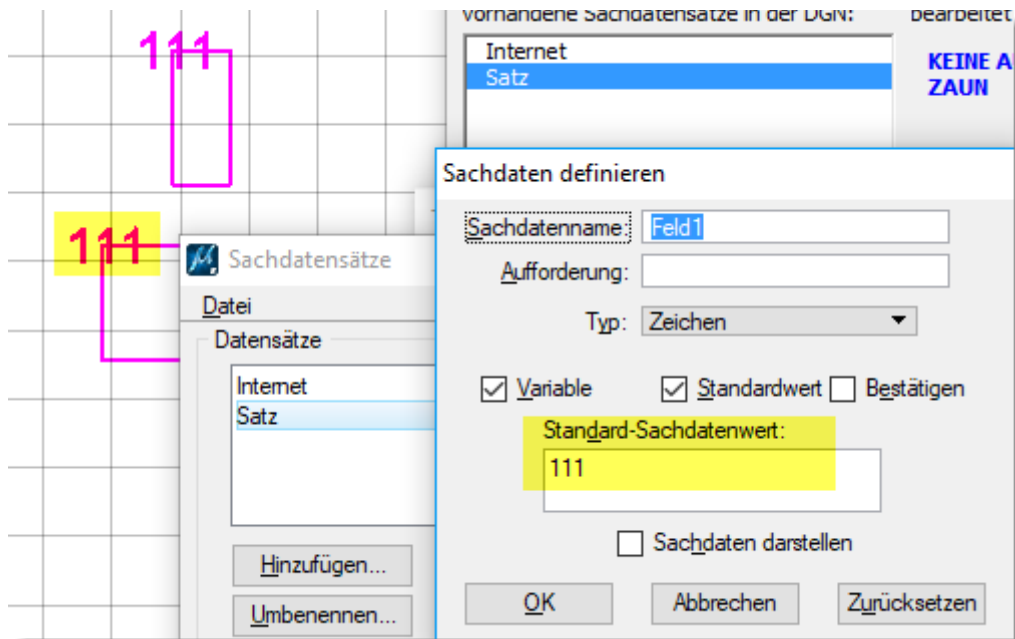 vorhandene Sachdatensätze in der DGN:
bearbeitet
Internet
Satz
KEINE
ZAUN
111
111
Sachdaten definieren
Sachdatenname:
Feld1
Aufforderung:
Typ:
Zeichen
Variable
Standardwert
Bestätigen
Standard-Sachdatenwert:
111
Sachdaten darstellen
OK
Abbrechen
Zurücksetzen
Sachdatensätze
Datei
Datensätze
Internet
Satz
Hinzufügen...
Umbenennen...